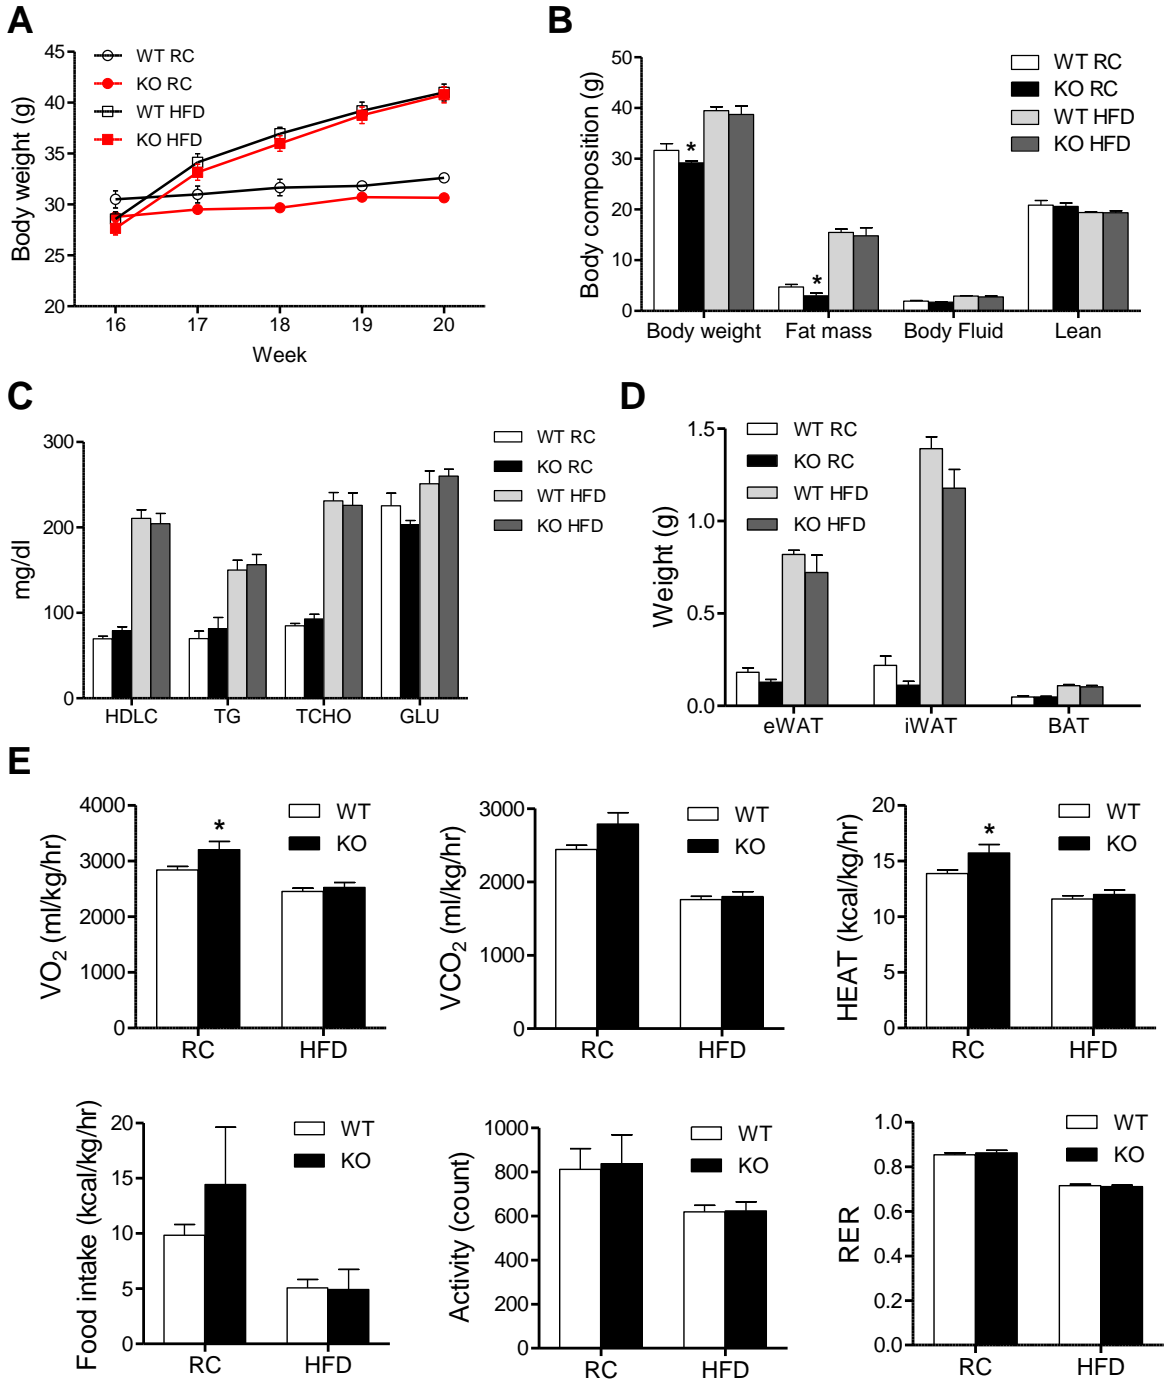 A
Body weight (g)
45
40
35
30
25
20
16
17
18
19
20
Week
WT RC
KO RC
WT HFD
KO HFD
B
Body composition (g)
50
40
30
20
10
0
*
*
Body weight
Fat mass
Body Fluid
Lean
WT RC
KO RC
WT HFD
KO HFD
C
mg/dl
300
200
100
0
HDLC
TG
TCHO
GLU
WT RC
KO RC
WT HFD
KO HFD
D
Weight (g)
1.5
1.0
0.5
0.0
eWAT
iWAT
BAT
WT RC
KO RC
WT HFD
KO HFD
E
VO2 (ml/kg/hr)
4000
3000
2000
1000
0
*
RC
HFD
WT
KO
VCO2 (ml/kg/hr)
3000
2000
1000
0
RC
HFD
WT
KO
HEAT (kcal/kg/hr)
20
15
10
5
0
*
RC
HFD
WT
KO
Food intake (kcal/kg/hr)
20
15
10
5
0
RC
HFD
WT
KO
Activity (count)
1000
800
600
400
200
0
RC
HFD
WT
KO
RER
1.0
0.8
0.6
0.4
0.2
0.0
RC
HFD
WT
KO